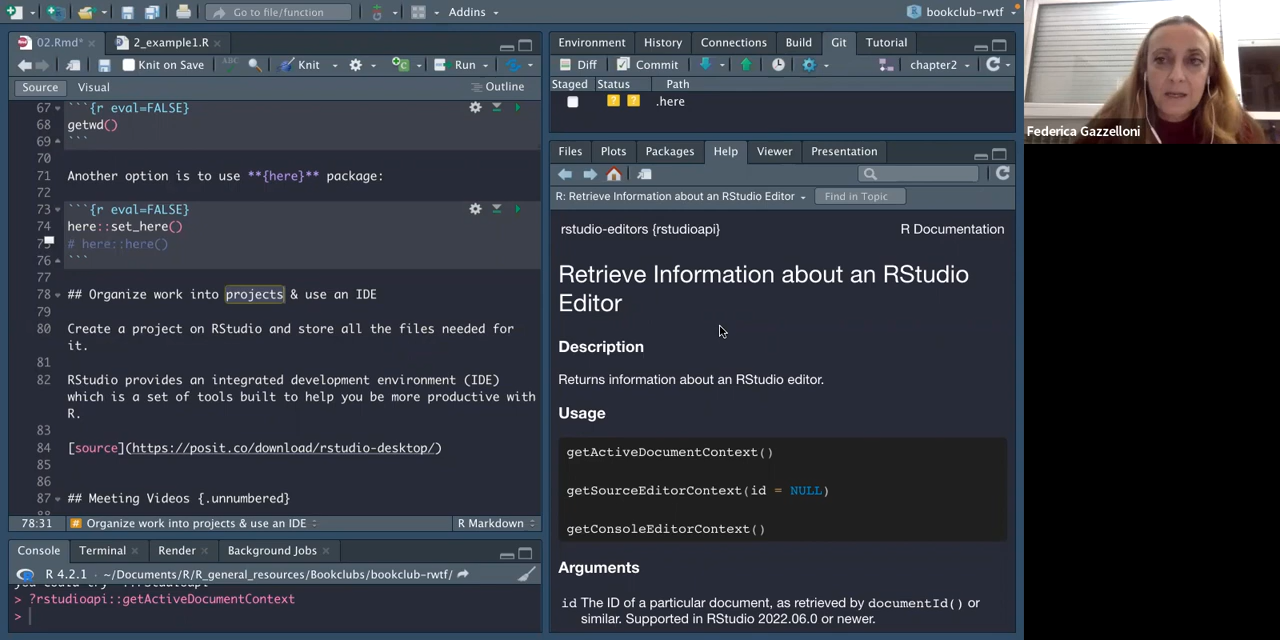 Go to file/function
Addins
bookclub-rwtf
02.Rmd*
2_example1.R
Knit on Save
ABC
Knit
Run
Source
Visual
Outline
67 ```{r eval=FALSE}
68 getwd()
69 ```
70
71 Another option is to use **{here}** package:
72
73 ```{r eval=FALSE}
74 here::set_here()
75 # here::here()
76 ```
77
78 ## Organize work into projects & use an IDE
79
80 Create a project on RStudio and store all the files needed for
it.
81
82 RStudio provides an integrated development environment (IDE)
which is a set of tools built to help you be more productive with
R.
83
84 [source](https://posit.co/download/rstudio-desktop/)
85
86
87 ## Meeting Videos {.unnumbered}
78:31
# Organize work into projects & use an IDE
R Markdown
Console
Terminal
Render
Background Jobs
R 4.2.1 · ~/Documents/R/R_general_resources/Bookclubs/bookclub-rwtf/
> ?rstudioapi::getActiveDocumentContext
>
Environment
History
Connections
Build
Git
Tutorial
Diff
Commit
chapter2
Staged
Status
Path
? ?
.here
Files
Plots
Packages
Help
Viewer
Presentation
R: Retrieve Information about an RStudio Editor
Find in Topic
rstudio-editors {rstudioapi}
R Documentation
Retrieve Information about an RStudio
Editor
Description
Returns information about an RStudio editor.
Usage
getActiveDocumentContext()
getSourceEditorContext(id = NULL)
getConsoleEditorContext()
Arguments
id The ID of a particular document, as retrieved by documentId() or
similar. Supported in RStudio 2022.06.0 or newer.
Federica Gazzelloni